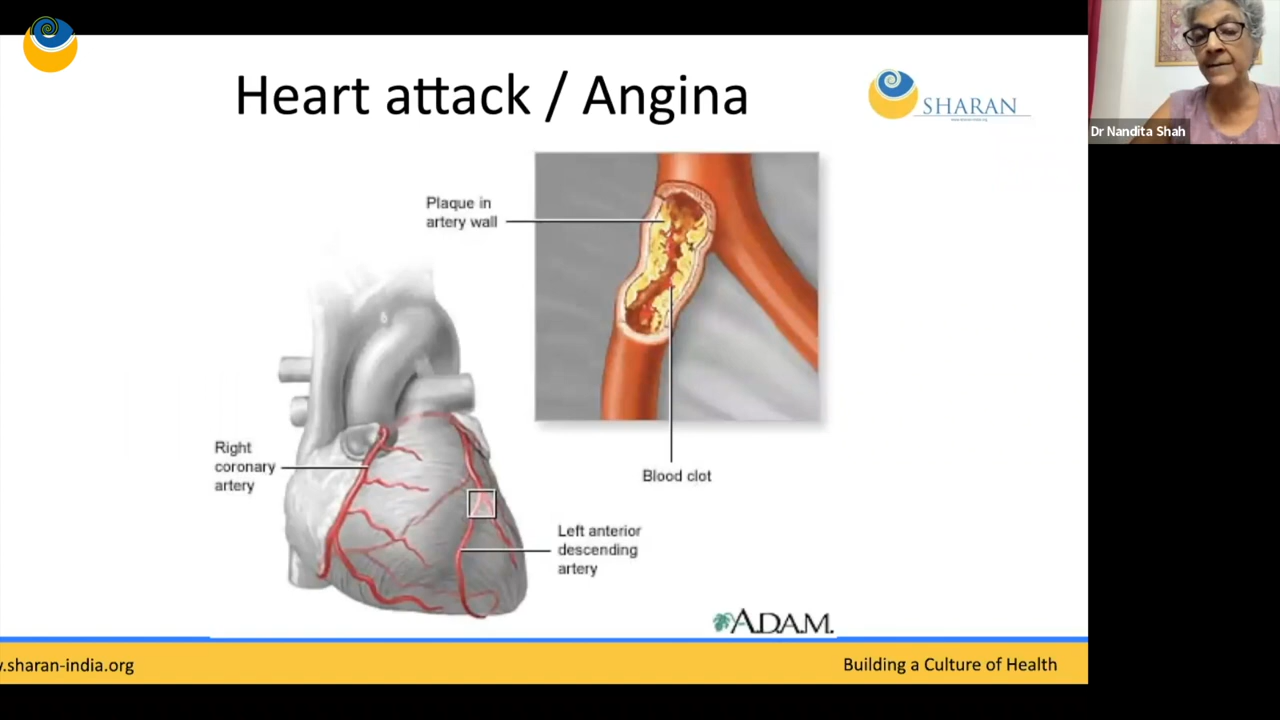 Heart attack / Angina
SHARAN
Dr Nandita Shah
Plaque in
artery wall
Right
coronary
artery
Blood clot
Left anterior
descending
artery
A.D.A.M.
.sharan-india.org
Building a Culture of Health